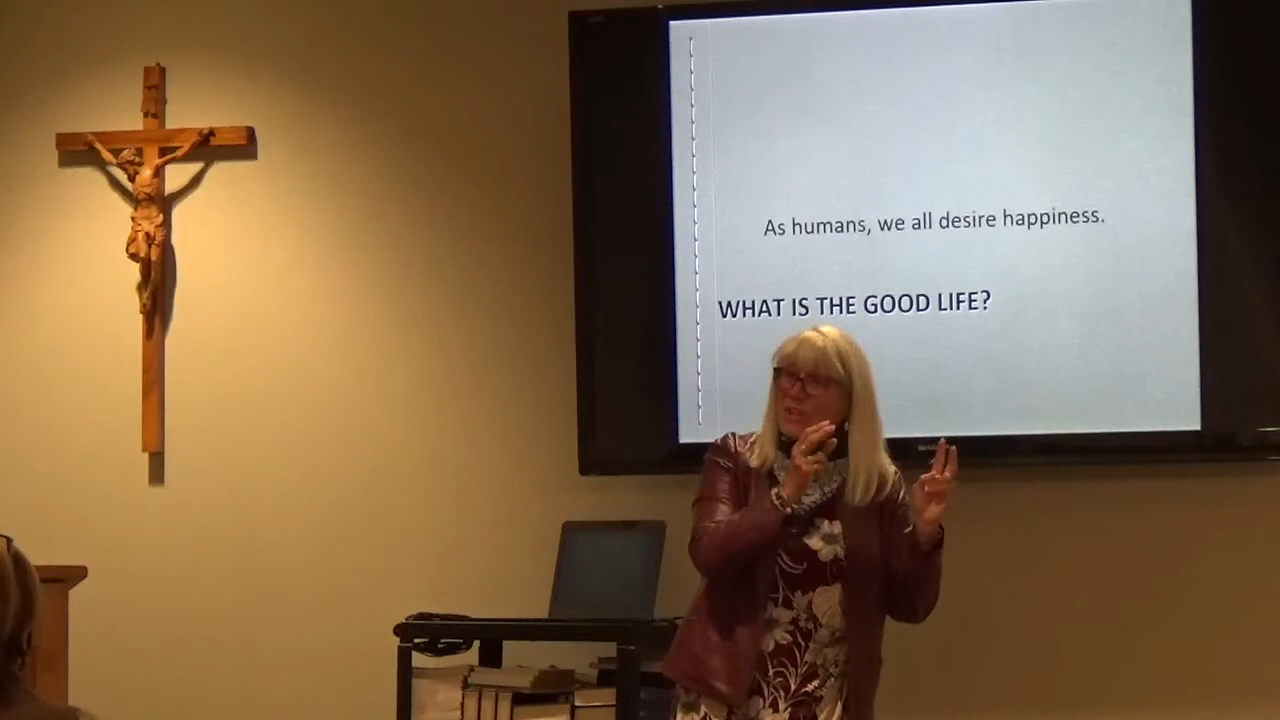 As humans, we all desire happiness.
WHAT IS THE GOOD LIFE?